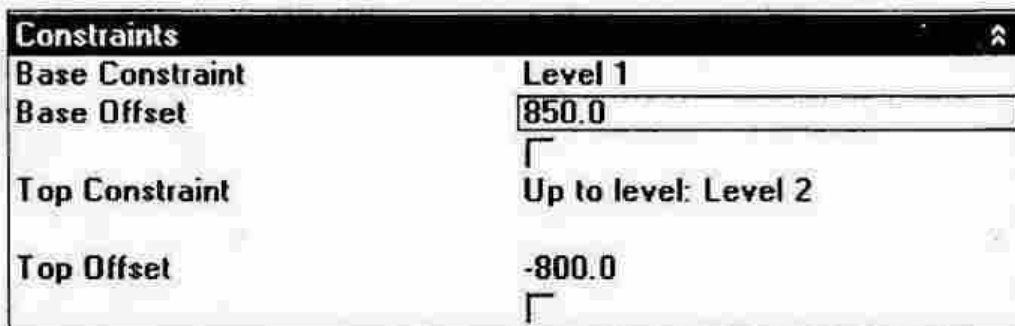 Constraints
Base Constraint Level 1
Base Offset 850.0
Top Constraint Up to level: Level 2
Top Offset -800.0